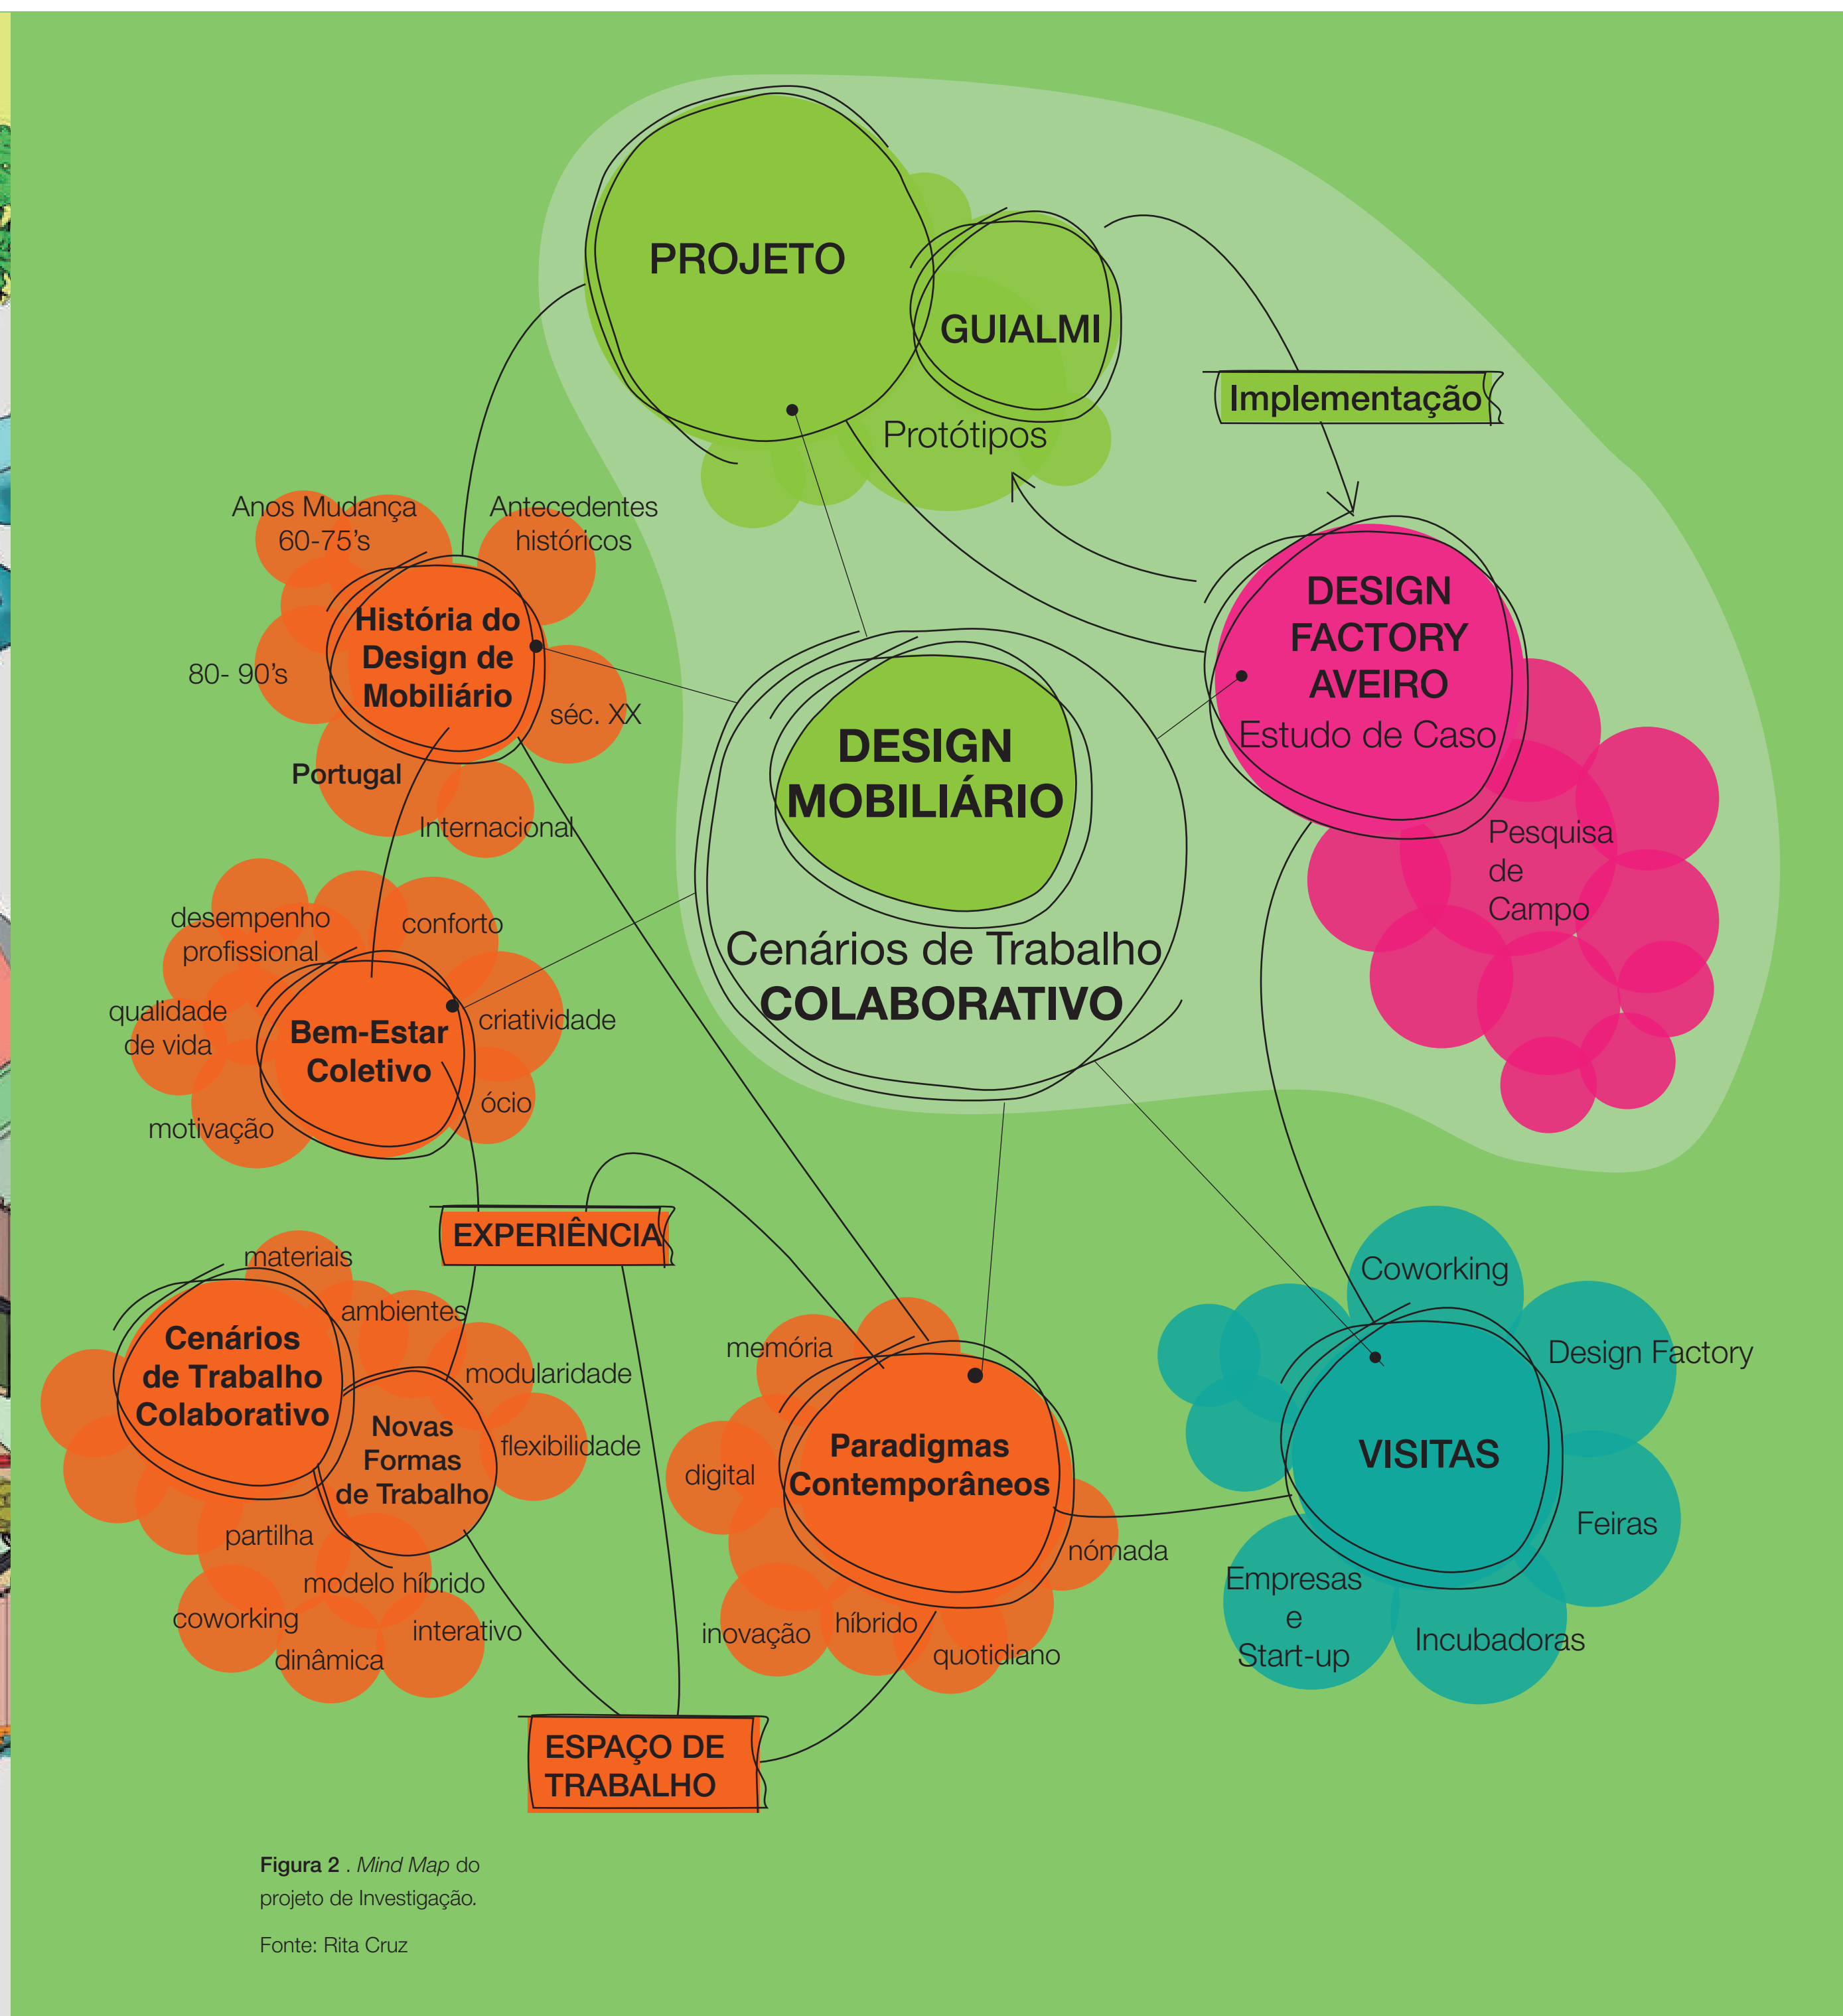 PROJETO
GUIALMI
Implementação
Protótipos
Anos Mudança
60-75's
Antecedentes
históricos
História do
Design de
Mobiliário
80- 90's
séc. XX
Portugal
Internacional
DESIGN
FACTORY
AVEIRO
Estudo de Caso
Pesquisa
de
Campo
DESIGN
MOBILIÁRIO
Cenários de Trabalho
COLABORATIVO
desempenho
profissional
conforto
qualidade
de vida
criatividade
Bem-Estar
Coletivo
ócio
motivação
EXPERIÊNCIA
materiais
ambientes
Cenários
de Trabalho
Colaborativo
modularidade
Novas
Formas
de Trabalho
flexibilidade
partilha
modelo híbrido
coworking
interativo
dinâmica
memória
Paradigmas
Contemporâneos
digital
nómada
inovação
híbrido
quotidiano
Coworking
Design Factory
VISITAS
Feiras
Empresas
e
Start-up
Incubadoras
ESPAÇO DE
TRABALHO
Figura 2 . Mind Map do
projeto de Investigação.
Fonte: Rita Cruz